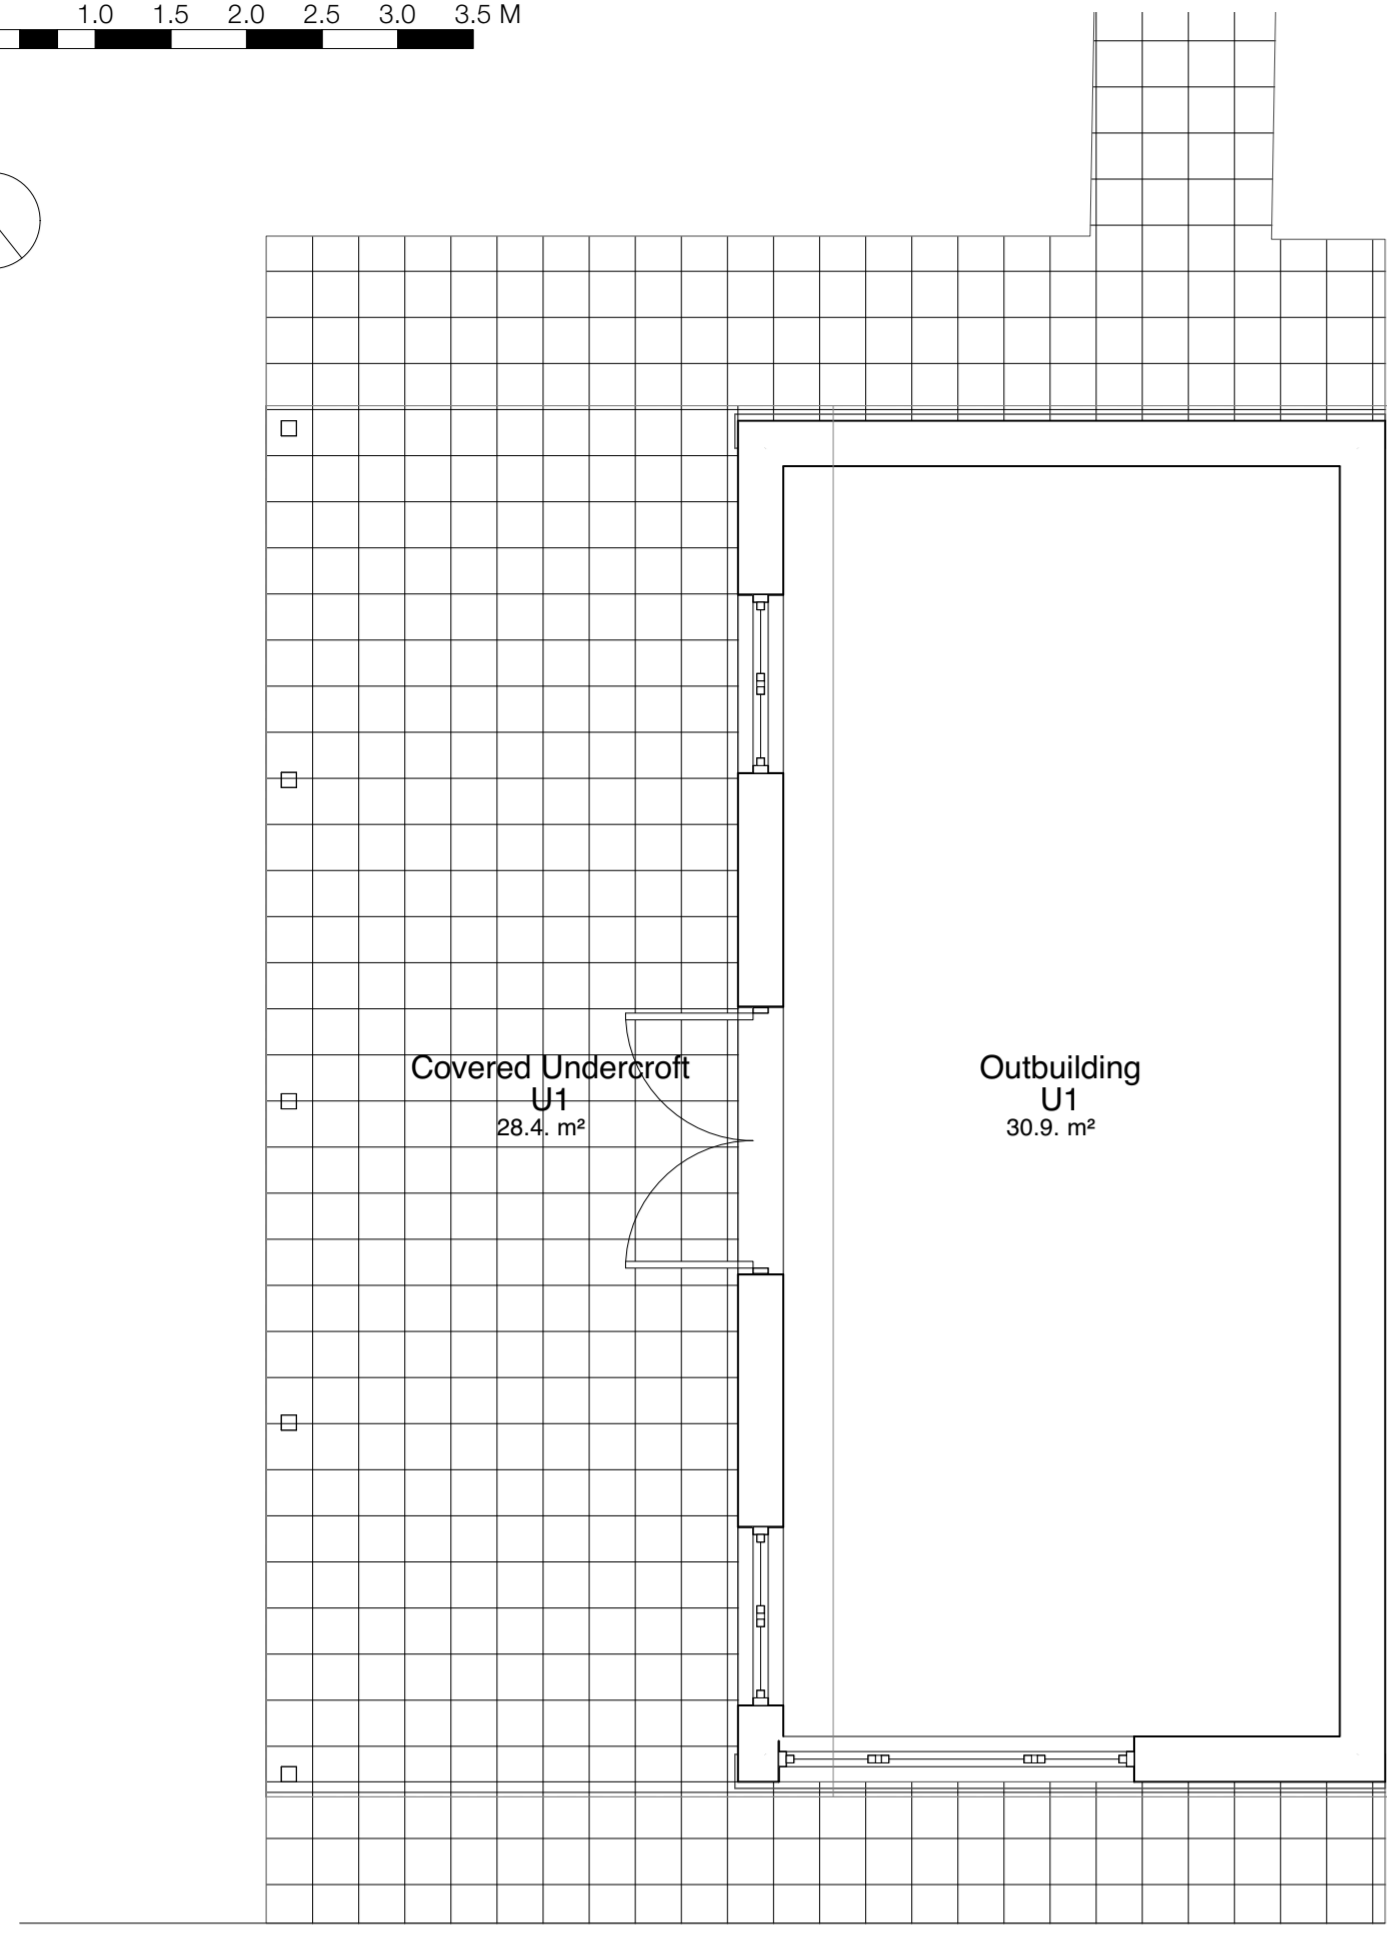 1.0 1.5 2.0 2.5 3.0 3.5 M
Covered Undercroft
U1
28.4. m²
Outbuilding
U1
30.9. m²